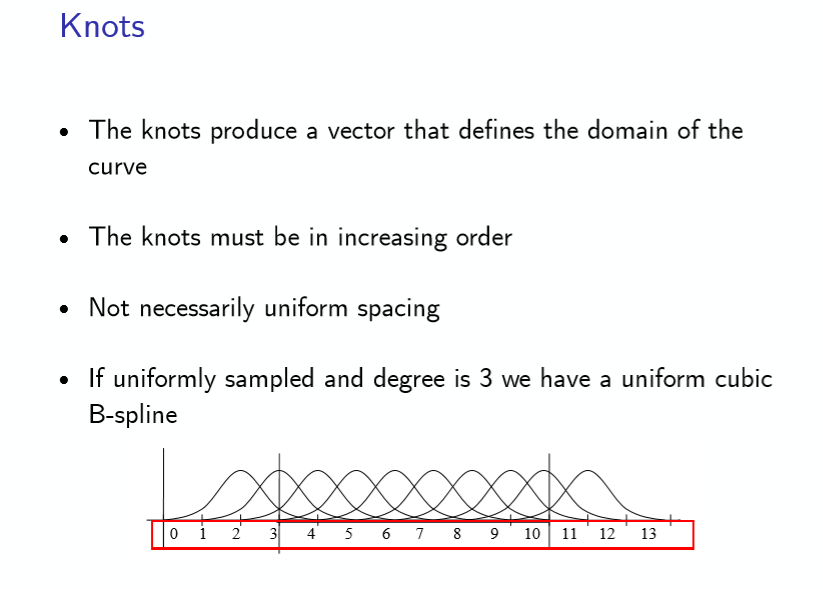 Knots
• The knots produce a vector that defines the domain of the
curve
• The knots must be in increasing order
• Not necessarily uniform spacing
• If uniformly sampled and degree is 3 we have a uniform cubic
B-spline
0 1 2 3 4 5 6 7 8 9 10 11 12 13